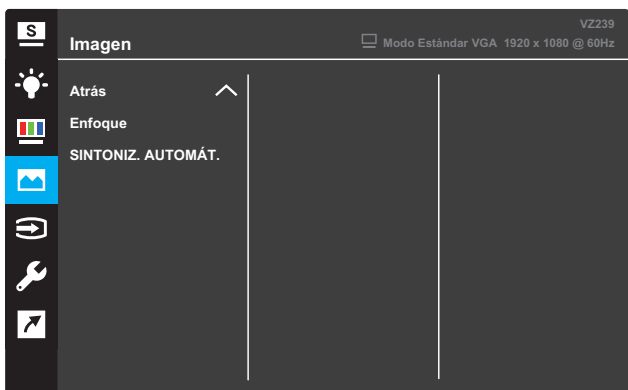 S
VZ239
Imagen
Modo Estándar VGA 1920 x 1080 @ 60Hz
Atrás
Enfoque
SINTONIZ. AUTOMÁT.